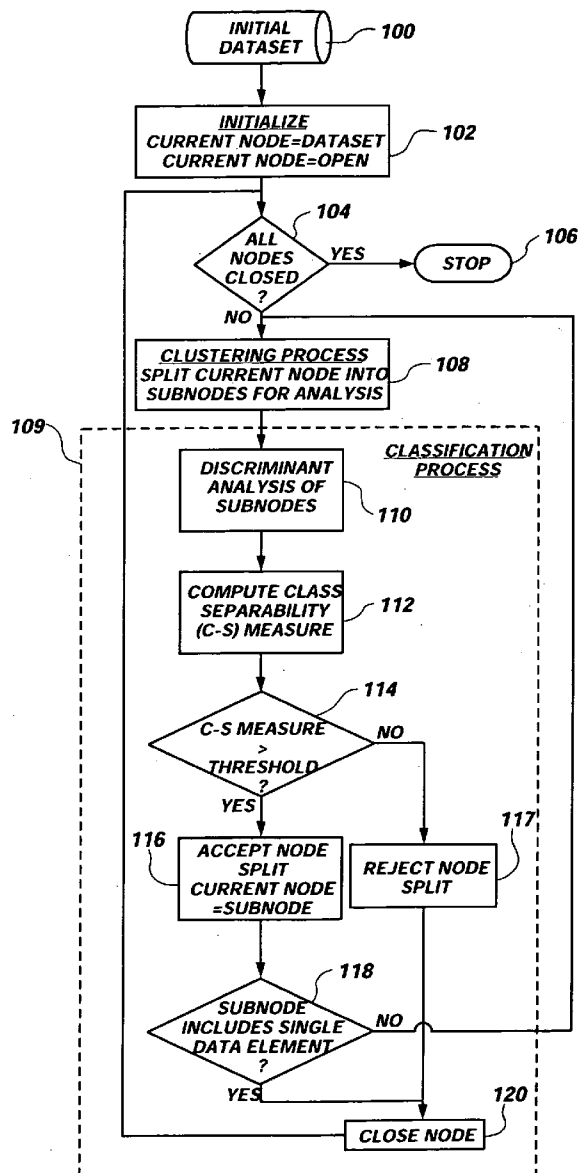 INITIAL
DATASET
100
INITIALIZE
CURRENT NODE=DATASET
CURRENT NODE=OPEN
102
104
ALL
NODES
CLOSED
?
YES
106
STOP
NO
CLUSTERING PROCESS
SPLIT CURRENT NODE INTO
SUBNODES FOR ANALYSIS
108
109
CLASSIFICATION
PROCESS
DISCRIMINANT
ANALYSIS OF
SUBNODES
110
COMPUTE CLASS
SEPARABILITY
(C-S) MEASURE
112
114
C-S MEASURE
>
THRESHOLD
?
NO
YES
116
ACCEPT NODE
SPLIT
CURRENT NODE
=SUBNODE
117
REJECT NODE
SPLIT
118
SUBNODE
INCLUDES SINGLE
DATA ELEMENT
?
NO
YES
120
CLOSE NODE